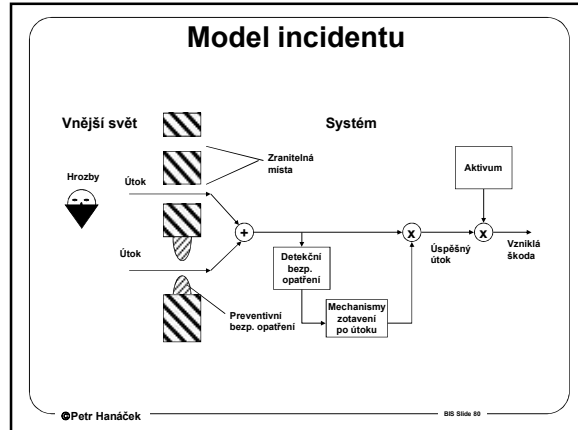 Model incidentu
Vnější svět
Systém
Zranitelná
místa
Hrozby
Útok
Aktivum
+
x
x
Úspěšný
útok
Vzniklá
škoda
Útok
Detekční
bezp.
opatření
Mechanismy
zotavení
po útoku
Preventivní
bezp. opatření
©Petr Hanáček
BIS Slide 80